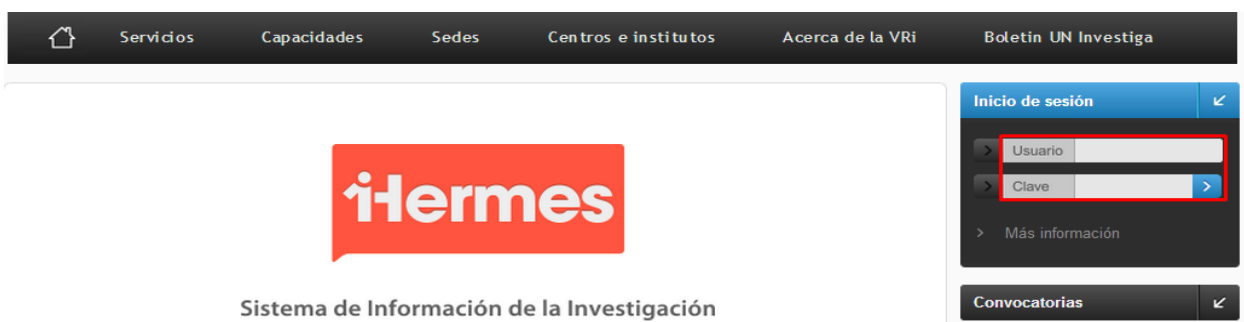 Servicios Capacidades Sedes Centros e institutos Acerca de la VRi Boletin UN Investiga
Inicio de sesión
Usuario
Clave
Más información
Convocatorias
Hermes
Sistema de Información de la Investigación